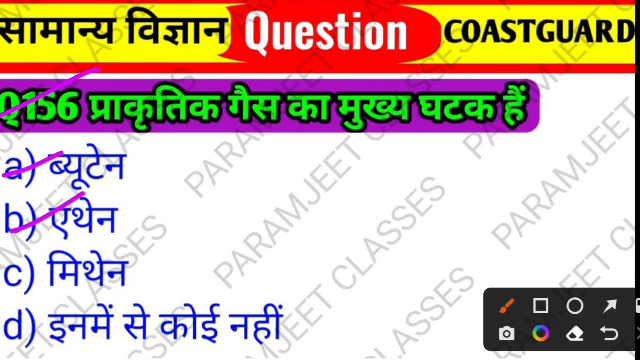 सामान्य विज्ञान Question COASTGUARD
Q156 प्राकृतिक गैस का मुख्य घटक हैं
a) ब्यूटेन
b) एथेन
c) मिथेन
d) इनमें से कोई नहीं
PARAMJEET CLASSES